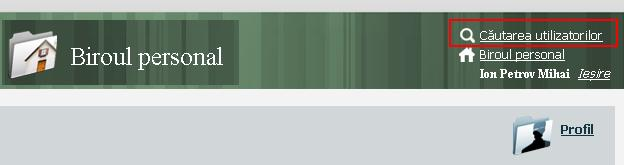 Biroul personal
Căutarea utilizatorilor
Biroul personal
Ion Petrov Mihai Ieșire
Profil